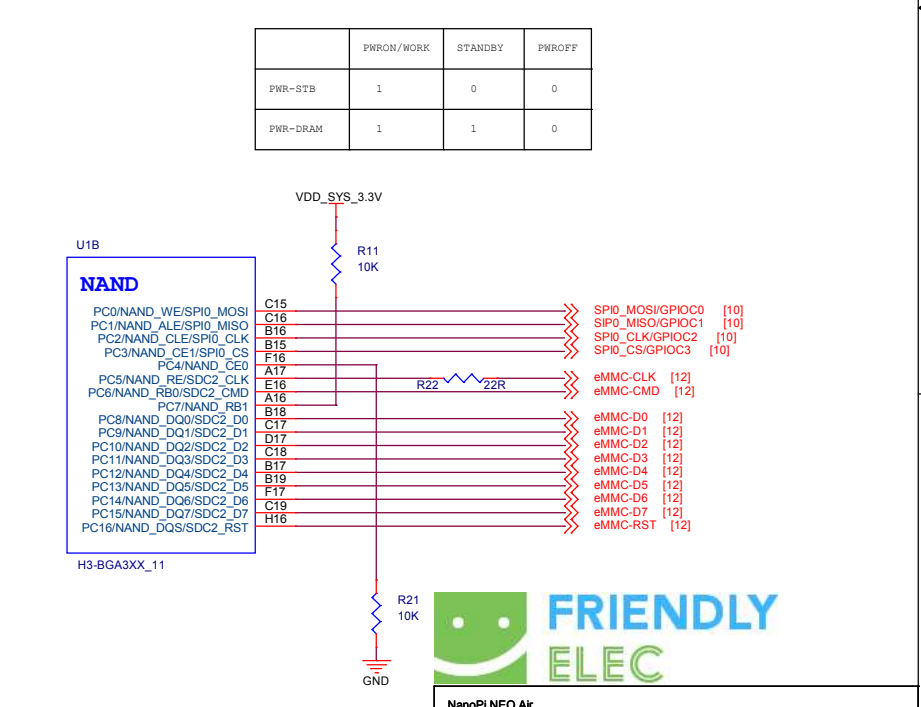 PWRON/WORK STANDBY PWROFF
PWR-STB 1 0 0
PWR-DRAM 1 1 0
VDD_SYS_3.3V
R11
10K
U1B
NAND
PC0/NAND_WE/SPI0_MOSI C15 SPI0_MOSI/GPIOC0 [10]
PC1/NAND_ALE/SPI0_MISO C16 SIP0_MISO/GPIOC1 [10]
PC2/NAND_CLE/SPI0_CLK B16 SPI0_CLK/GPIOC2 [10]
PC3/NAND_CE1/SPI0_CS B15 SPI0_CS/GPIOC3 [10]
PC4/NAND_CE0 F16
PC5/NAND_RE/SDC2_CLK A17 R22 22R eMMC-CLK [12]
PC6/NAND_RB0/SDC2_CMD E16 eMMC-CMD [12]
PC7/NAND_RB1 A16
PC8/NAND_DQ0/SDC2_D0 B18 eMMC-D0 [12]
PC9/NAND_DQ1/SDC2_D1 C17 eMMC-D1 [12]
PC10/NAND_DQ2/SDC2_D2 D17 eMMC-D2 [12]
PC11/NAND_DQ3/SDC2_D3 C18 eMMC-D3 [12]
PC12/NAND_DQ4/SDC2_D4 B17 eMMC-D4 [12]
PC13/NAND_DQ5/SDC2_D5 B19 eMMC-D5 [12]
PC14/NAND_DQ6/SDC2_D6 F17 eMMC-D6 [12]
PC15/NAND_DQ7/SDC2_D7 C19 eMMC-D7 [12]
PC16/NAND_DQS/SDC2_RST H16 eMMC-RST [12]
H3-BGA3XX_11
R21
10K
GND
FRIENDLY
ELEC
NanoPi NEO Air